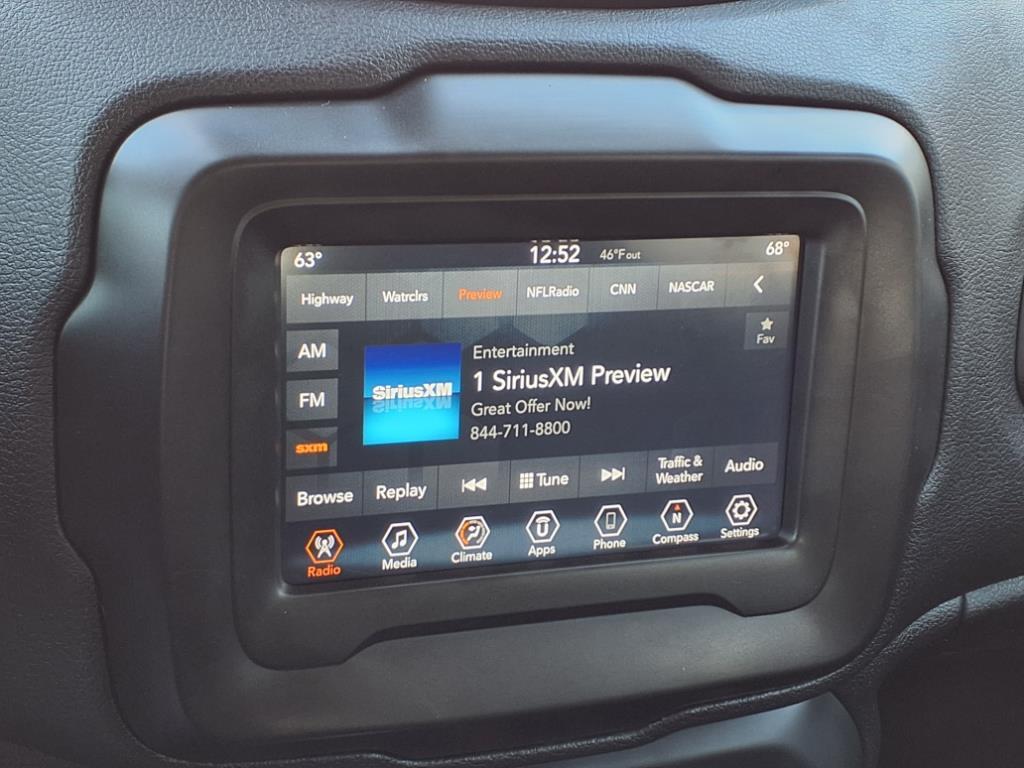 63° 12:52 46°F out 68°
Highway Watrclrs Preview NFLRadio CNN NASCAR
Fav
AM
FM
sxm
SiriusXM
Entertainment
1 SiriusXM Preview
Great Offer Now!
844-711-8800
Browse Replay Tune Traffic &
Weather Audio
Radio Media Climate U Apps Phone N Compass Settings